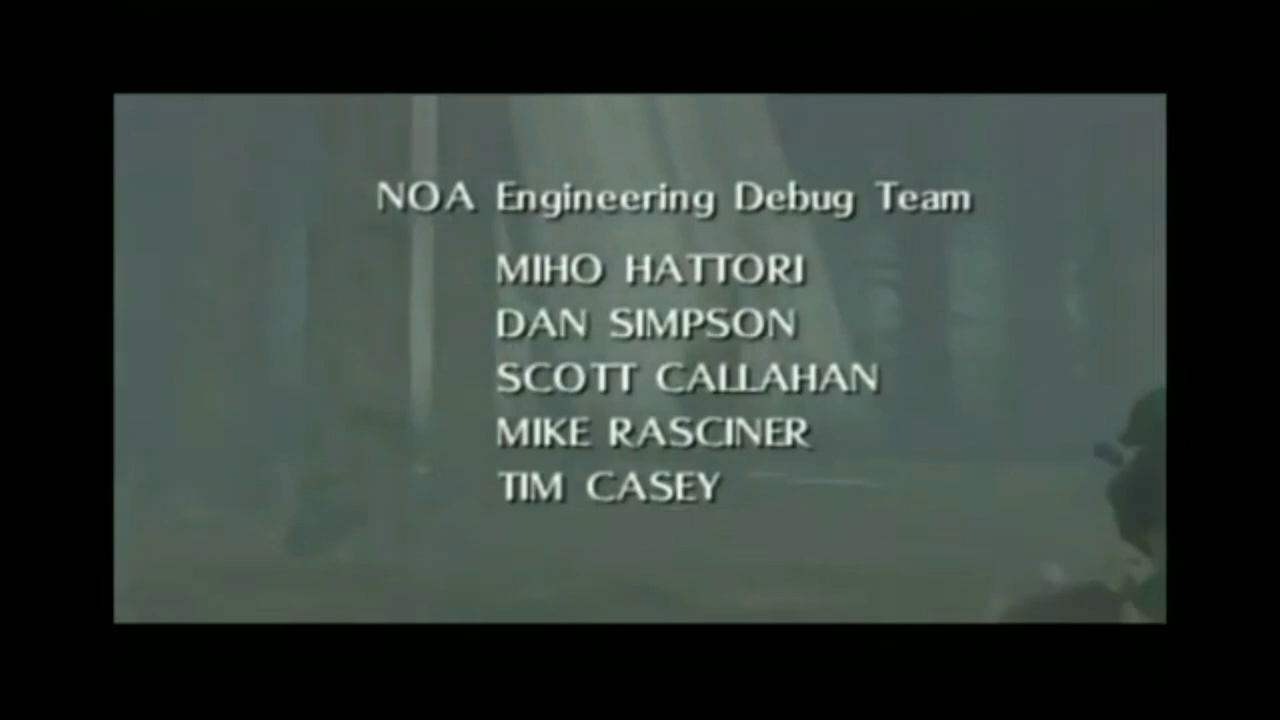 NOA Engineering Debug Team
MIHO HATTORI
DAN SIMPSON
SCOTT CALLAHAN
MIKE RASCINER
TIM CASEY